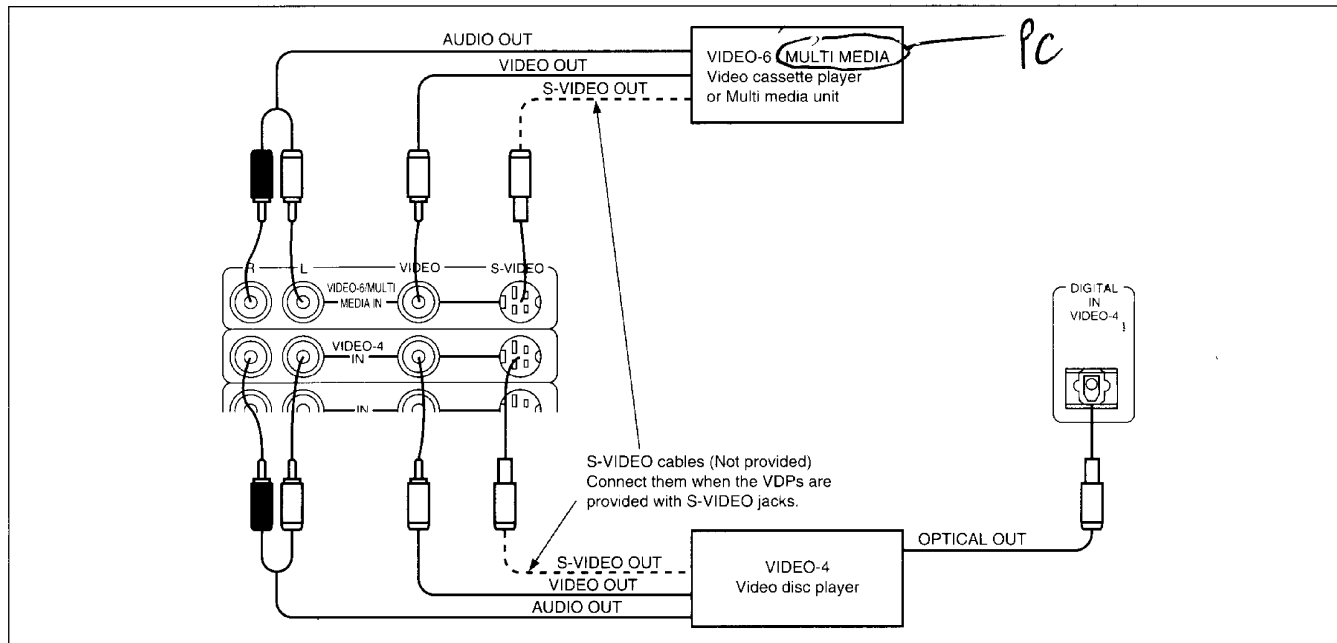 AUDIO OUT
VIDEO OUT
S-VIDEO OUT
VIDEO-6 MULTI MEDIA
Video cassette player
or Multi media unit
PC
R L VIDEO S-VIDEO
VIDEO-6/MULTI
MEDIA IN
VIDEO-4
IN
IN
DIGITAL
IN
VIDEO-4
S-VIDEO cables (Not provided)
Connect them when the VDPs are
provided with S-VIDEO jacks.
S-VIDEO OUT
VIDEO OUT
AUDIO OUT
VIDEO-4
Video disc player
OPTICAL OUT